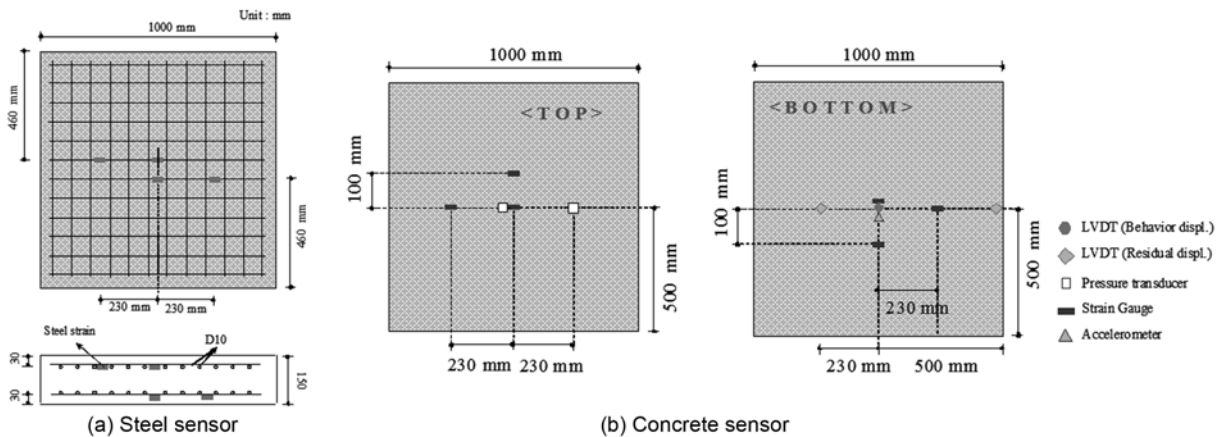 Unit : mm
1000 mm
460 mm
460 mm
230 mm
230 mm
Steel strain
D10
30
30
150
(a) Steel sensor
1000 mm
<TOP>
100 mm
500 mm
230 mm
230 mm
1000 mm
<BOTTOM>
100 mm
230 mm
500 mm
230 mm
500 mm
LVDT (Behavior displ.)
LVDT (Residual displ.)
Pressure transducer
Strain Gauge
Accelerometer
(b) Concrete sensor